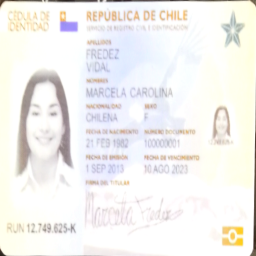 CÉDULA DE
IDENTIDAD
REPÚBLICA DE CHILE
SERVICIO DE REGISTRO CIVIL E IDENTIFICACIÓN
APELLIDOS
FREDEZ
VIDAL
NOMBRES
MARCELA CAROLINA
NACIONALIDAD SEXO
CHILENA F
FECHA DE NACIMIENTO NÚMERO DOCUMENTO
21 FEB 1982 100000001
FECHA DE EMISIÓN FECHA DE VENCIMIENTO
1 SEP 2013 10 AGO 2023
FIRMA DEL TITULAR
Marcela Fredez
RUN 12.749.625-K